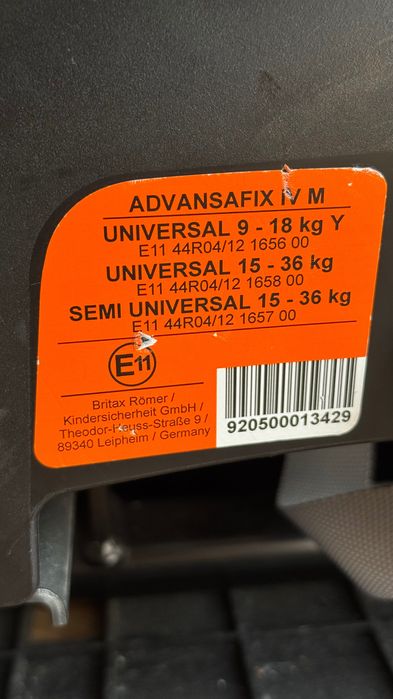 ADVANSAFIX IV M
UNIVERSAL 9 - 18 kg Y
E11 44R04/12 1656 00
UNIVERSAL 15 - 36 kg
E11 44R04/12 1658 00
SEMI UNIVERSAL 15 - 36 kg
E11 44R04/12 1657 00
E11
Britax Römer /
Kindersicherheit GmbH /
Theodor-Heuss-Straße 9 /
89340 Leipheim / Germany
920500013429